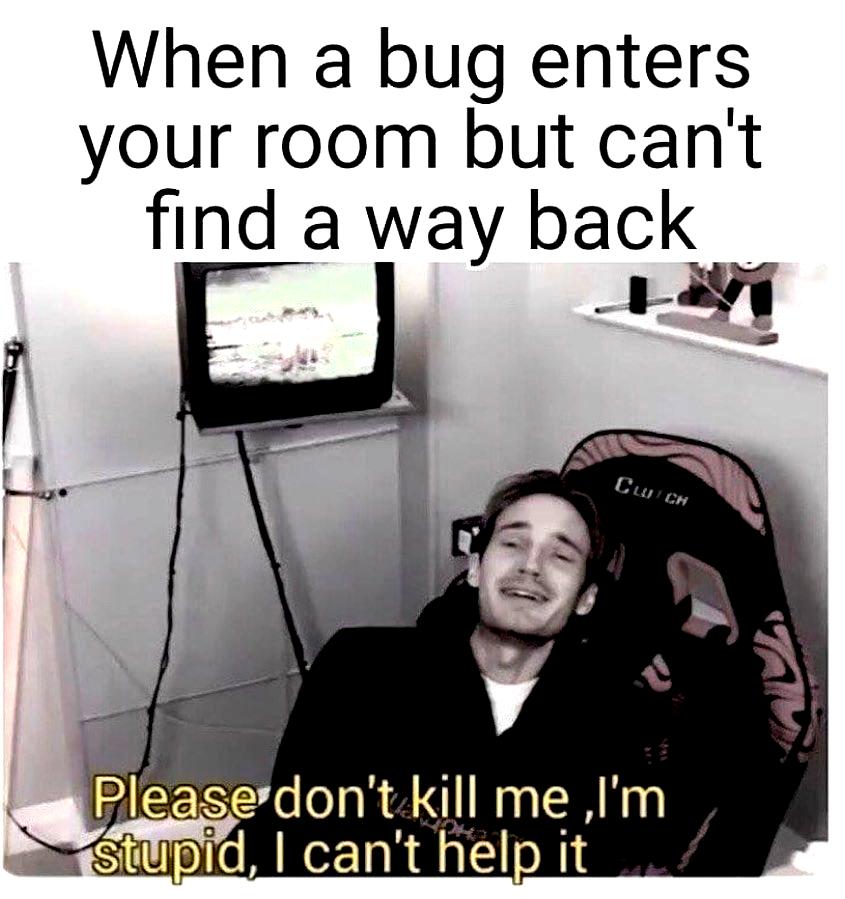 When a bug enters
your room but can't
find a way back
CLUTCH
Please don't kill me ,I'm
stupid, I can't help it